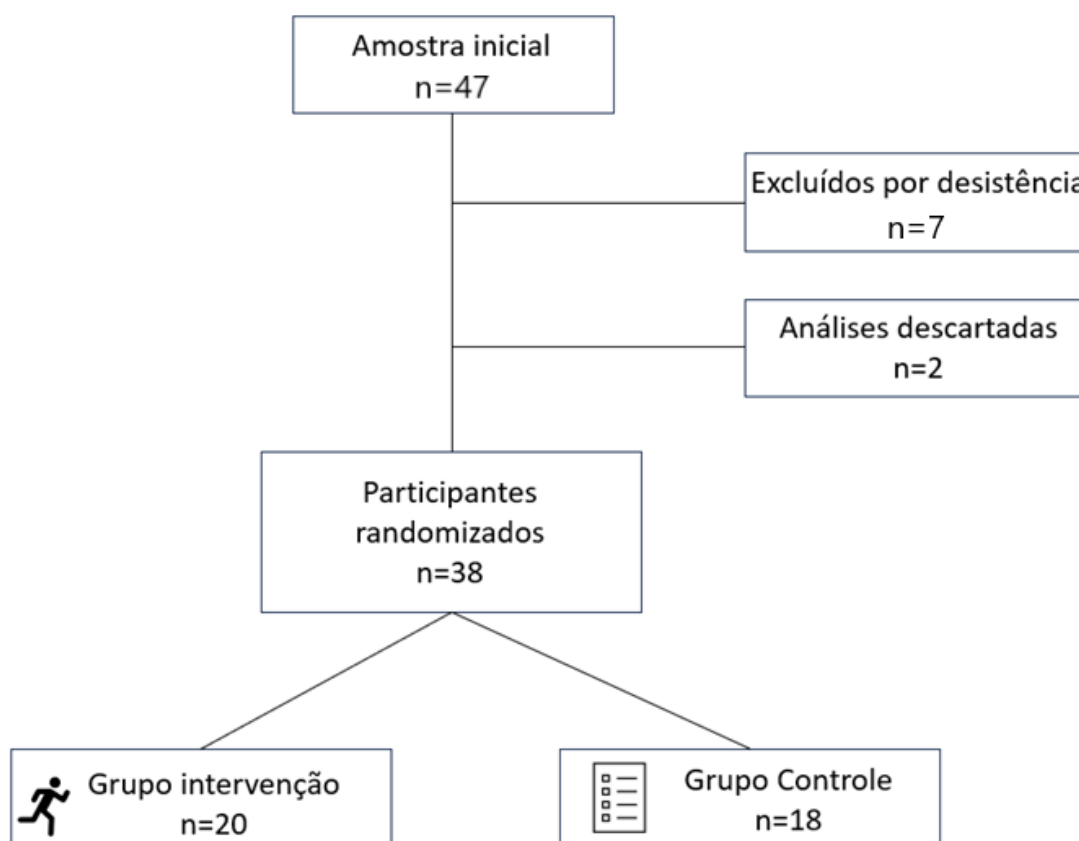 Amostra inicial
n=47
Excluídos por desistência
n=7
Análises descartadas
n=2
Participantes
randomizados
n=38
Grupo intervenção
n=20
Grupo Controle
n=18